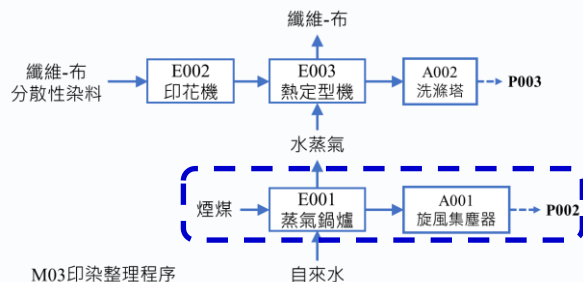 纖維-布
纖維-布
分散性染料
E002
印花機
E003
熱定型機
A002
洗滌塔
P003
水蒸氣
煙煤
E001
蒸氣鍋爐
A001
旋風集塵器
P002
M03印染整理程序
自來水